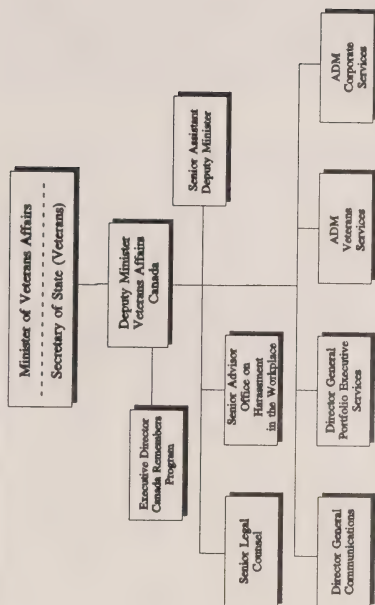 Minister of Veterans Affairs
Secretary of State (Veterans)
Deputy Minister
Veterans Affairs
Canada
Executive Director
Canada Remembers
Program
Senior Assistant
Deputy Minister
Senior Legal
Counsel
Senior Advisor
Office on
Harassment
in the Workplace
Director General
Communications
Director General
Portfolio Executive
Services
ADM
Veterans
Services
ADM
Corporate
Services